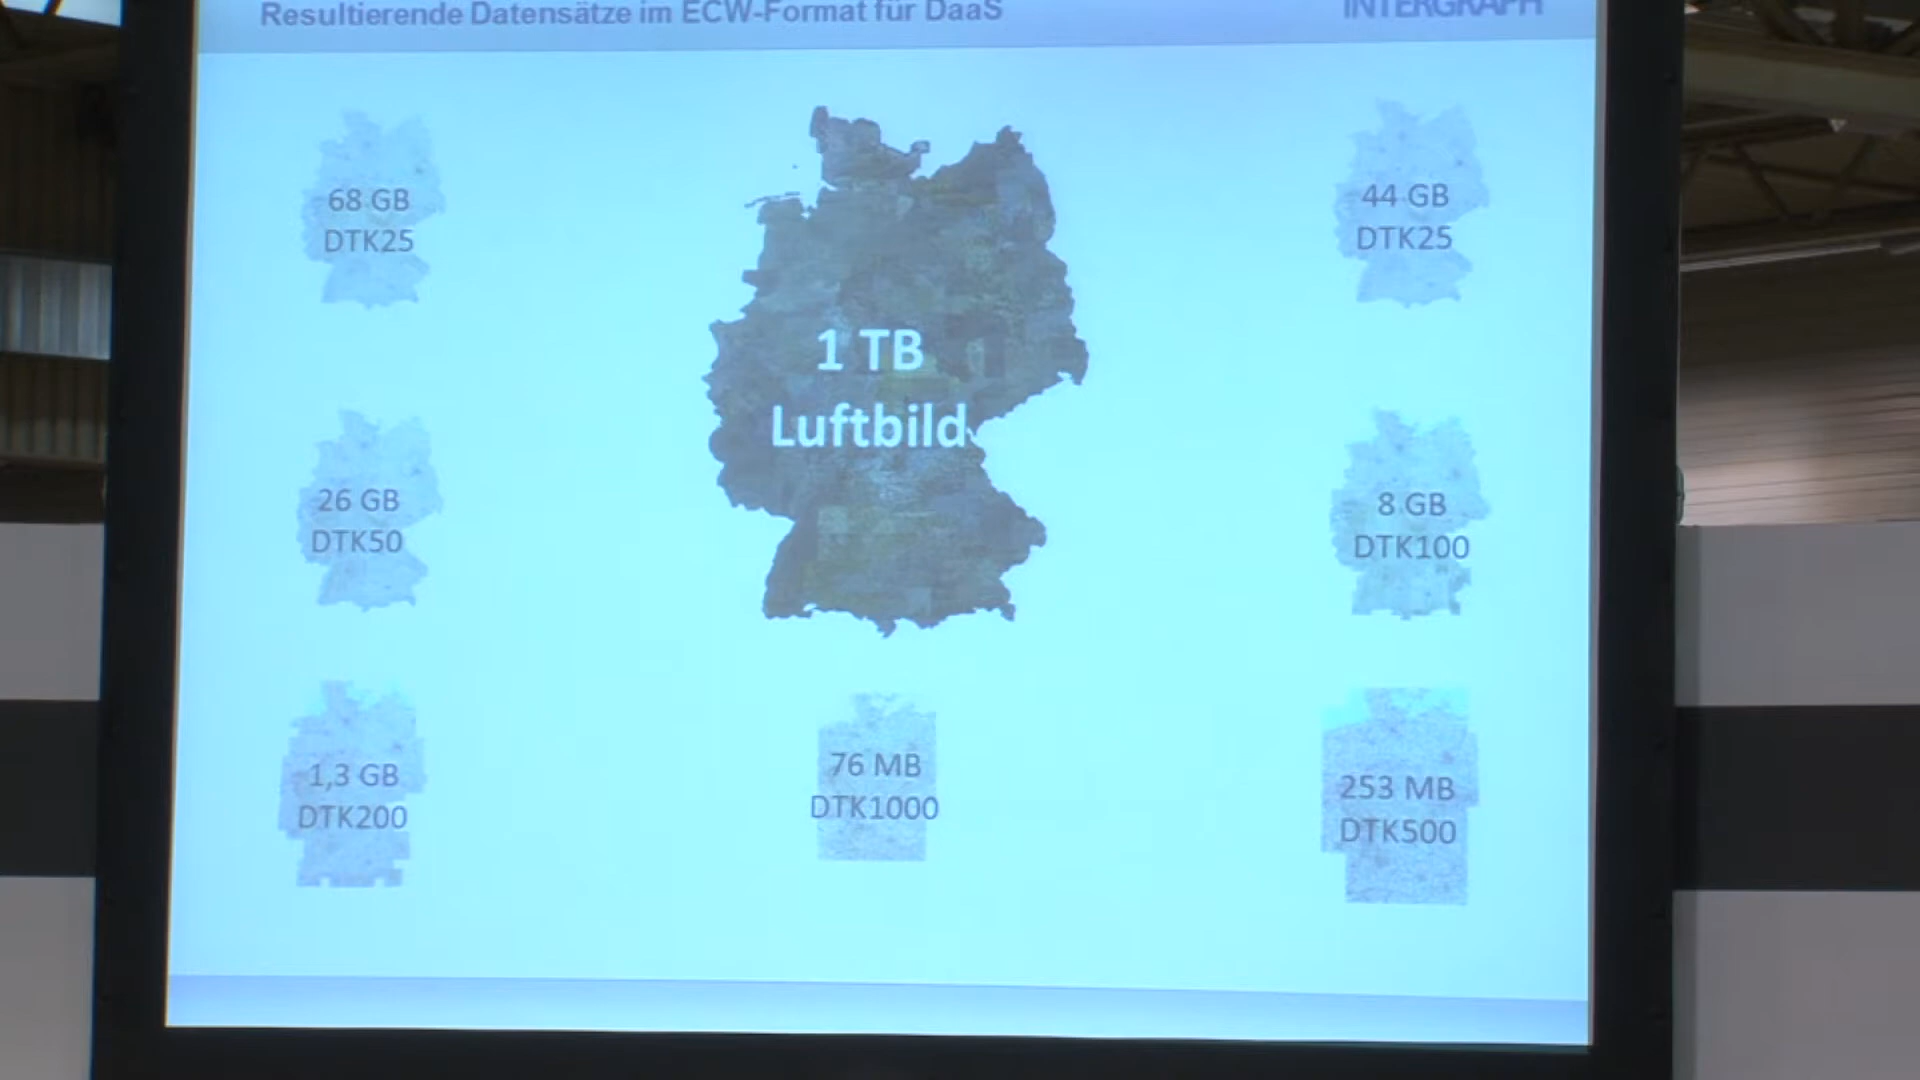 Resultierende Datensätze im ECW-Format für DaaS
INTERGRAPH
68 GB
DTK25
1 TB
Luftbild
44 GB
DTK25
26 GB
DTK50
8 GB
DTK100
1,3 GB
DTK200
76 MB
DTK1000
253 MB
DTK500